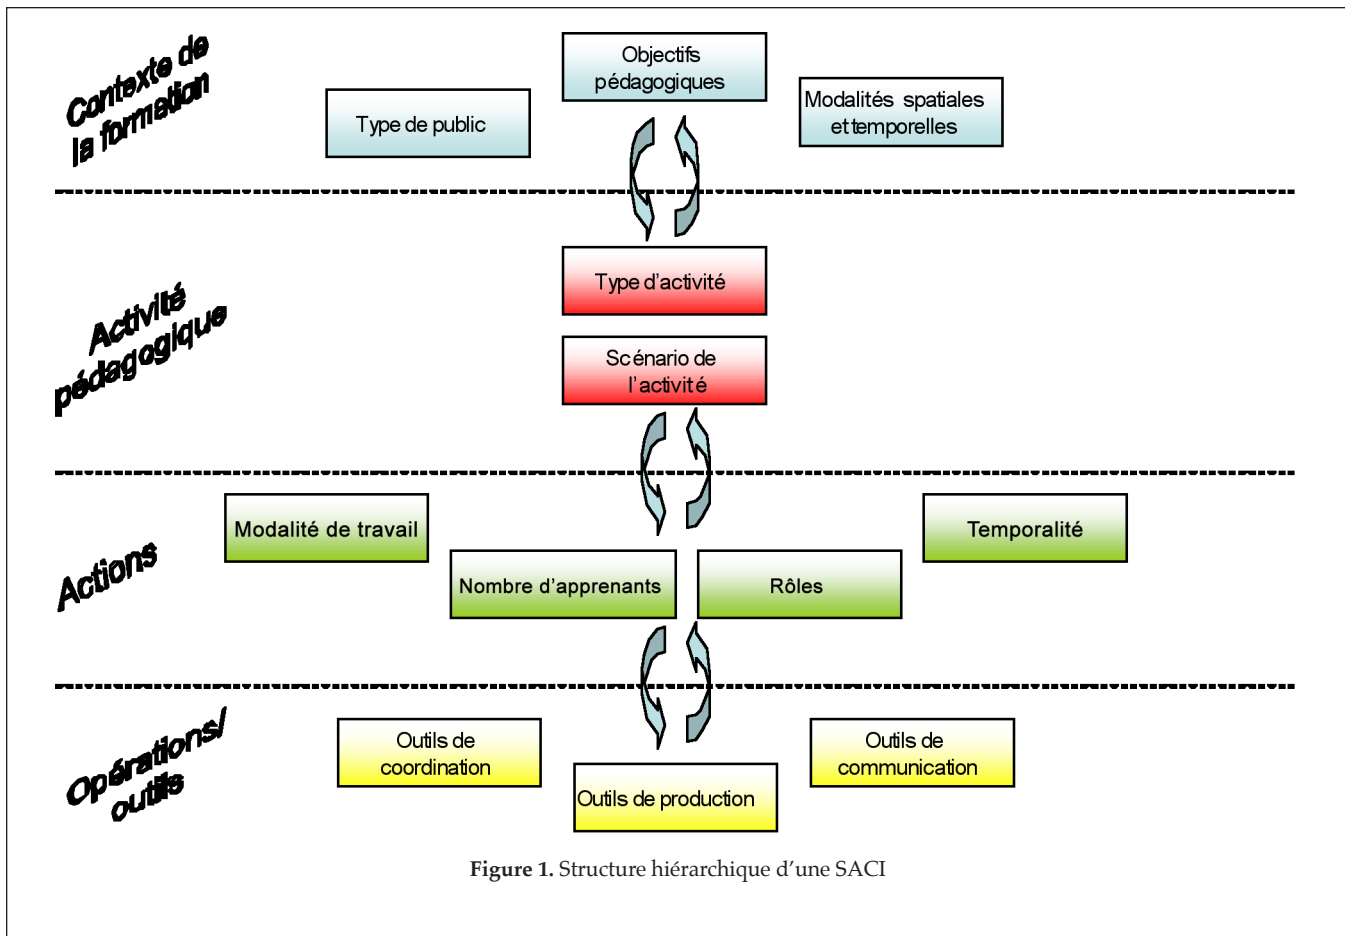 Contexte de
la formation
Objectifs
pédagogiques
Type de public
Modalités spatiales
et temporelles
Activité
pédagogique
Type d'activité
Scénario de
l'activité
Actions
Modalité de travail
Nombre d'apprenants
Rôles
Temporalité
Opérations/
outils
Outils de
coordination
Outils de production
Outils de
communication
Figure 1. Structure hiérarchique d'une SACI